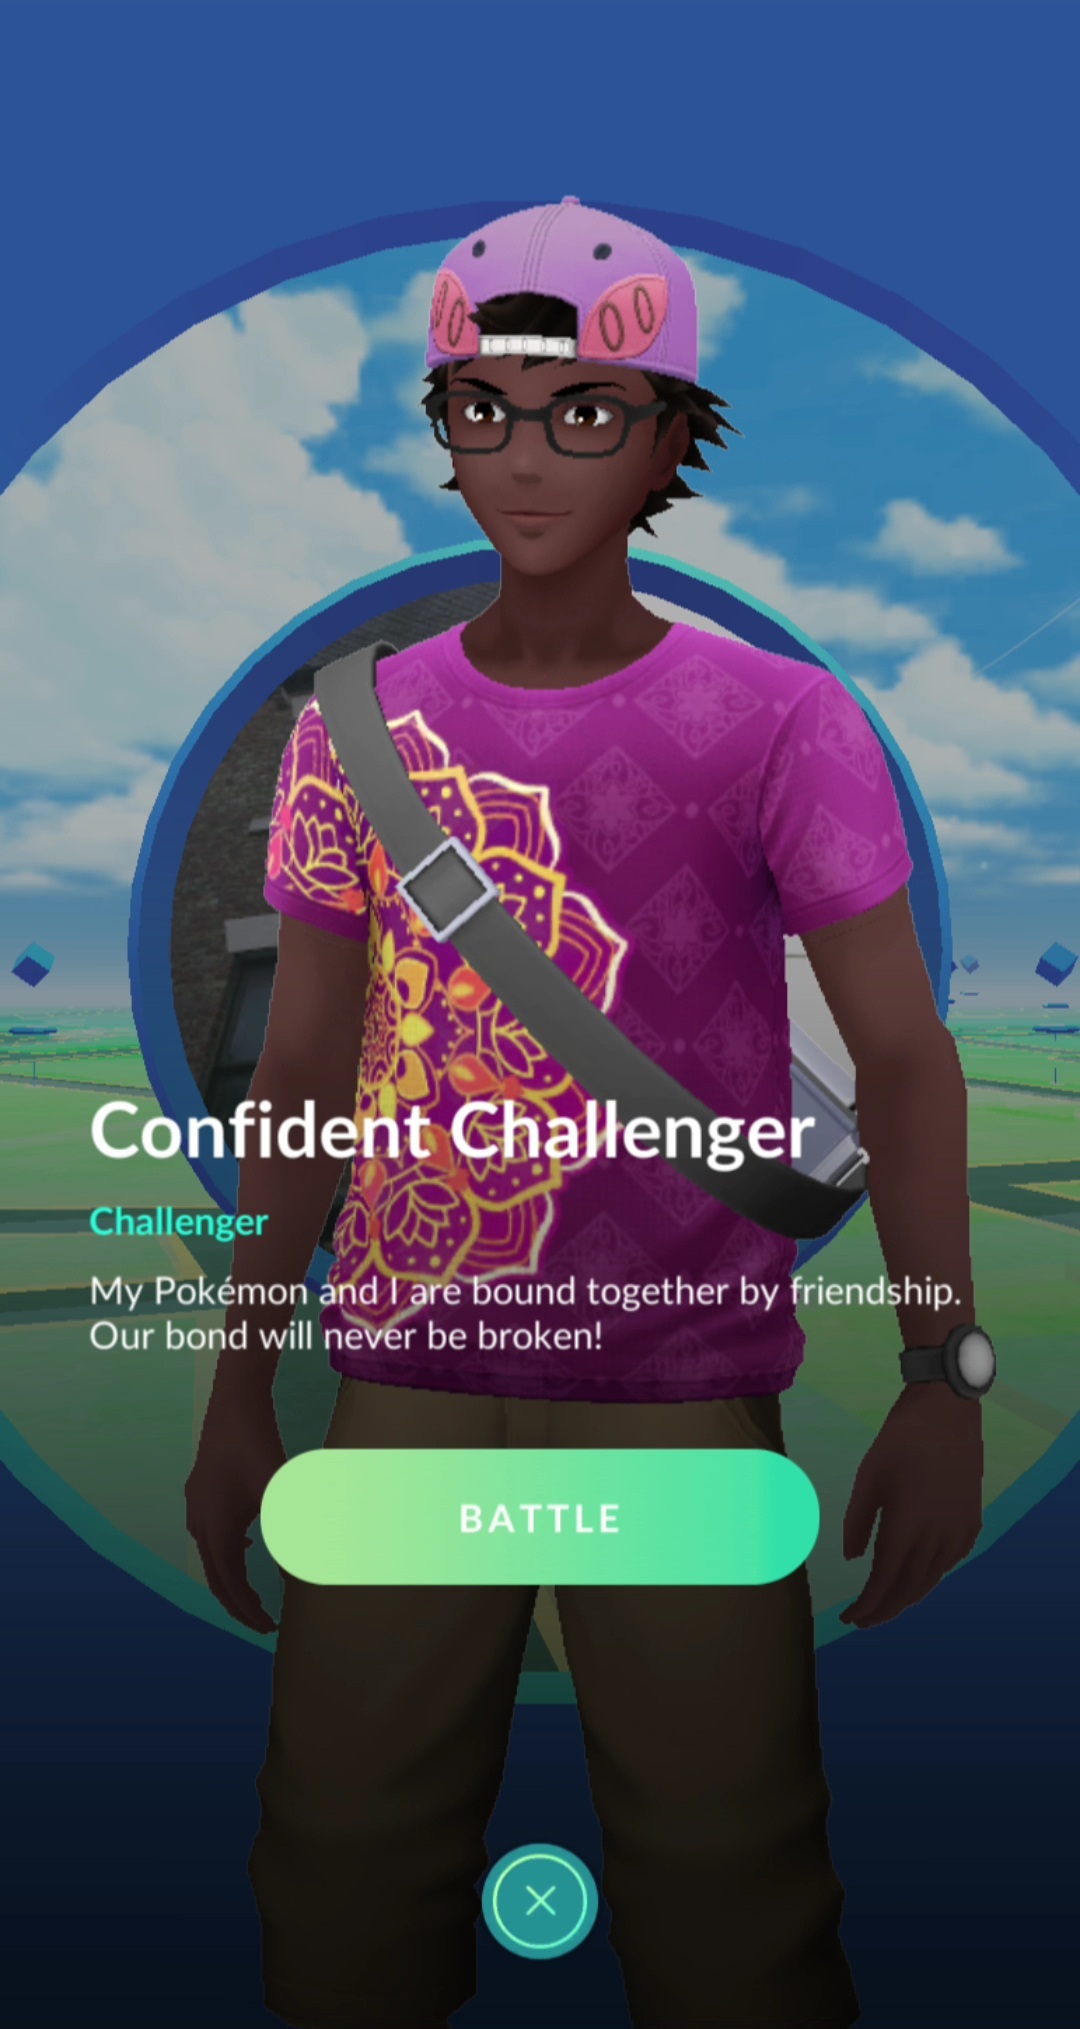 Confident Challenger
Challenger
My Pokémon and I are bound together by friendship.
Our bond will never be broken!
BATTLE